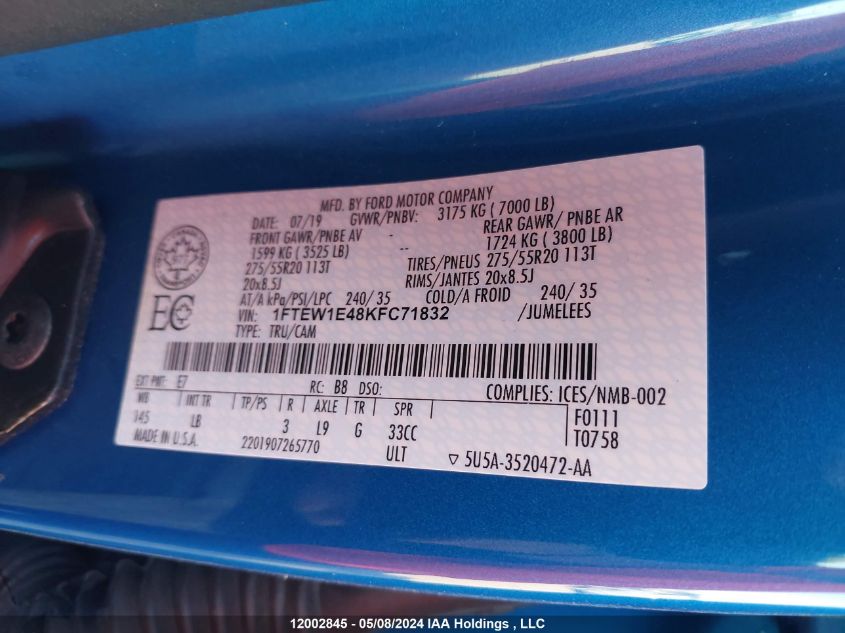 MFD. BY FORD MOTOR COMPANY
DATE: 07/19 GVWR/PNBV: 3175 KG ( 7000 LB)
FRONT GAWR/PNBE AV - REAR GAWR/ PNBE AR
1599 KG ( 3525 LB) -- 1724 KG ( 3800 LB)
275/55R20 113T TIRES/PNEUS 275/55R20 113T
20x8.5J RIMS/JANTES 20x8.5J
AT/A kPa/PSI/LPC 240/35 COLD/A FROID 240/35
VIN: 1FTEW1E48KFC71832 /JUMELEES
TYPE: TRU/CAM
EC
EXT PNT: E7 RC: B8 DSO: COMPLIES: ICES/NMB-002
WB INT TR TP/PS R AXLE TR SPR F0111
145 LB 3 L9 G 33CC T0758
MADE IN U.S.A. 2201907265770 ULT ▽ 5U5A-3520472-AA
12002845 - 05/08/2024 IAA Holdings , LLC